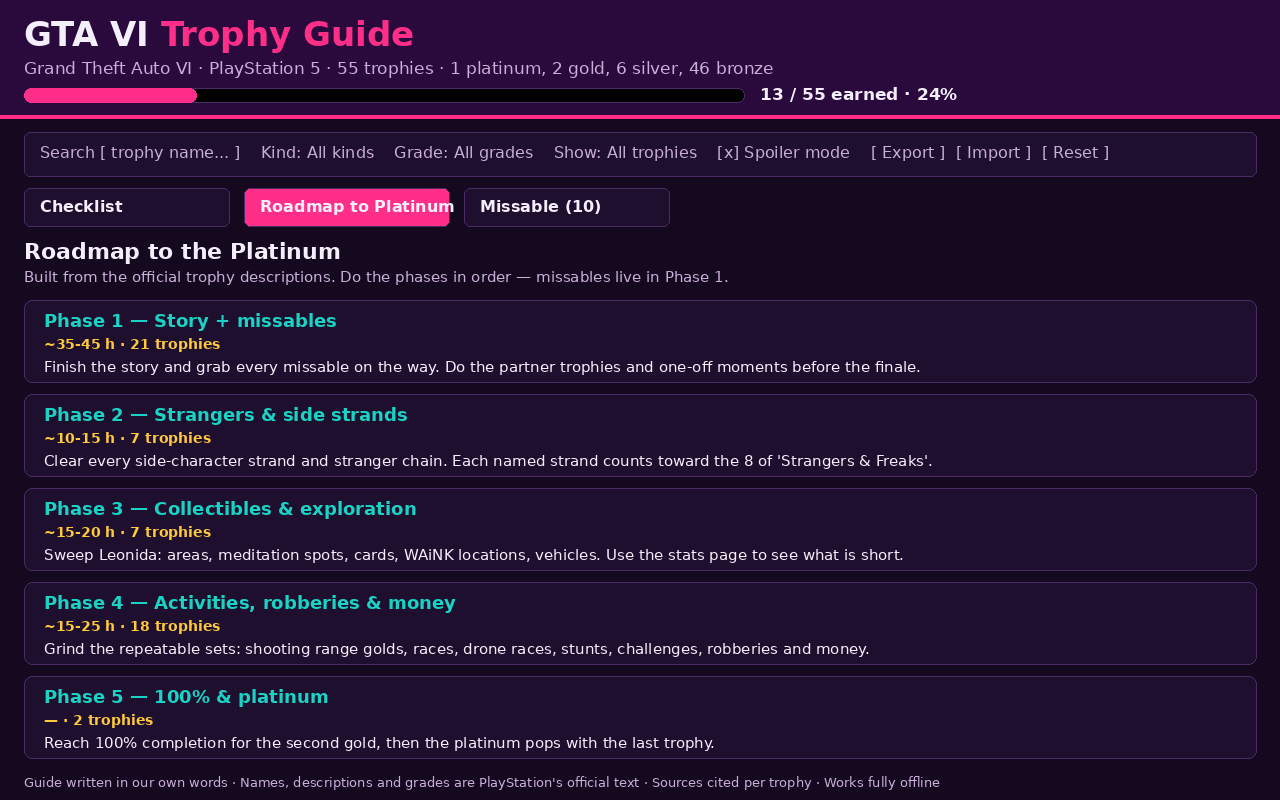 GTA VI Trophy Guide
Grand Theft Auto VI · PlayStation 5 · 55 trophies · 1 platinum, 2 gold, 6 silver, 46 bronze
13 / 55 earned · 24%
Search [ trophy name... ] Kind: All kinds Grade: All grades Show: All trophies [x] Spoiler mode [ Export ] [ Import ] [ Reset ]
Checklist Roadmap to Platinum Missable (10)
Roadmap to the Platinum
Built from the official trophy descriptions. Do the phases in order — missables live in Phase 1.
Phase 1 — Story + missables
~35-45 h · 21 trophies
Finish the story and grab every missable on the way. Do the partner trophies and one-off moments before the finale.
Phase 2 — Strangers & side strands
~10-15 h · 7 trophies
Clear every side-character strand and stranger chain. Each named strand counts toward the 8 of 'Strangers & Freaks'.
Phase 3 — Collectibles & exploration
~15-20 h · 7 trophies
Sweep Leonida: areas, meditation spots, cards, WAiNK locations, vehicles. Use the stats page to see what is short.
Phase 4 — Activities, robberies & money
~15-25 h · 18 trophies
Grind the repeatable sets: shooting range golds, races, drone races, stunts, challenges, robberies and money.
Phase 5 — 100% & platinum
— · 2 trophies
Reach 100% completion for the second gold, then the platinum pops with the last trophy.
Guide written in our own words · Names, descriptions and grades are PlayStation's official text · Sources cited per trophy · Works fully offline